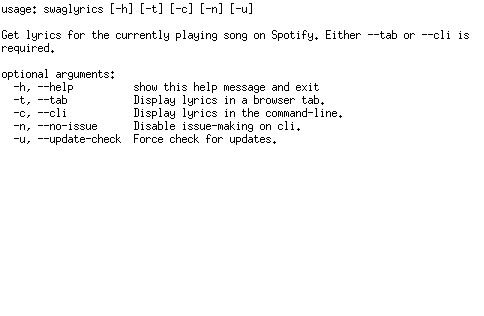 usage: swaglyrics [-h] [-t] [-c] [-n] [-u]
Get lyrics for the currently playing song on Spotify. Either --tab or --cli is
required.
optional arguments:
-h, --help show this help message and exit
-t, --tab Display lyrics in a browser tab.
-c, --cli Display lyrics in the command-line.
-n, --no-issue Disable issue-making on cli.
-u, --update-check Force check for updates.